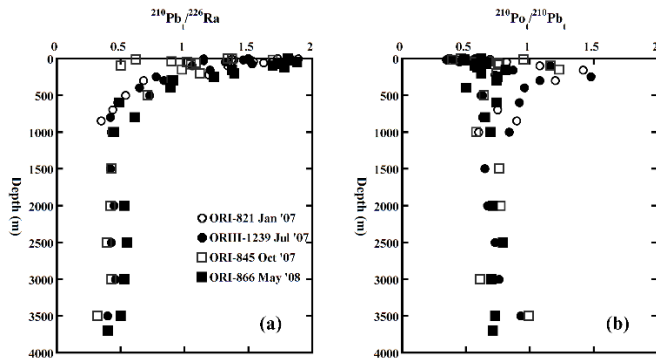 ²¹⁰Pb /²²⁶Ra
0 0.5 1 1.5 2
0
500
1000
1500
2000
2500
3000
3500
4000
Depth (m)
ORI-821 Jan '07
ORIII-1239 Jul '07
ORI-845 Oct '07
ORI-866 May '08
(a)
²¹⁰Po /²¹⁰Pb
0 0.5 1 1.5 2
0
500
1000
1500
2000
2500
3000
3500
4000
Depth (m)
(b)